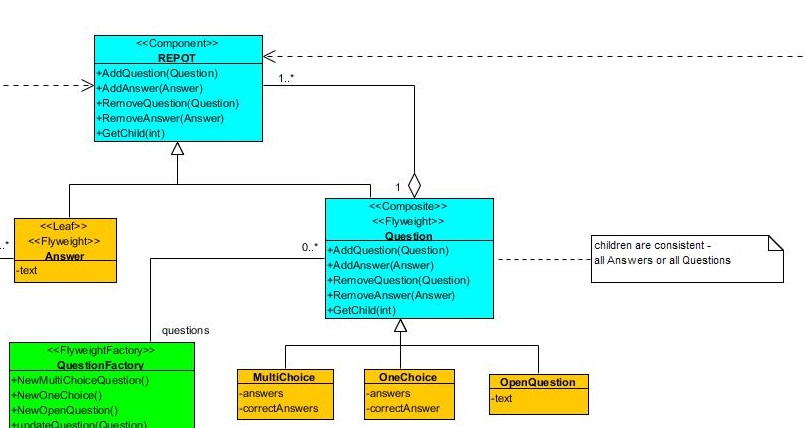 <<Component>>
REPOT
+AddQuestion(Question)
+AddAnswer(Answer)
+RemoveQuestion(Question)
+RemoveAnswer(Answer)
+GetChild(int)
1..*
1
<<Leaf>>
<<Flyweight>>
Answer
-text
..*
<<Composite>>
<<Flyweight>>
Question
+AddQuestion(Question)
+AddAnswer(Answer)
+RemoveQuestion(Question)
+RemoveAnswer(Answer)
+GetChild(int)
0..*
children are consistent -
all Answers or all Questions
questions
<<FlyweightFactory>>
QuestionFactory
+NewMultiChoiceQuestion()
+NewOneChoice()
+NewOpenQuestion()
+updateQuestion(Question)
MultiChoice
-answers
-correctAnswers
OneChoice
-answers
-correctAnswer
OpenQuestion
-text